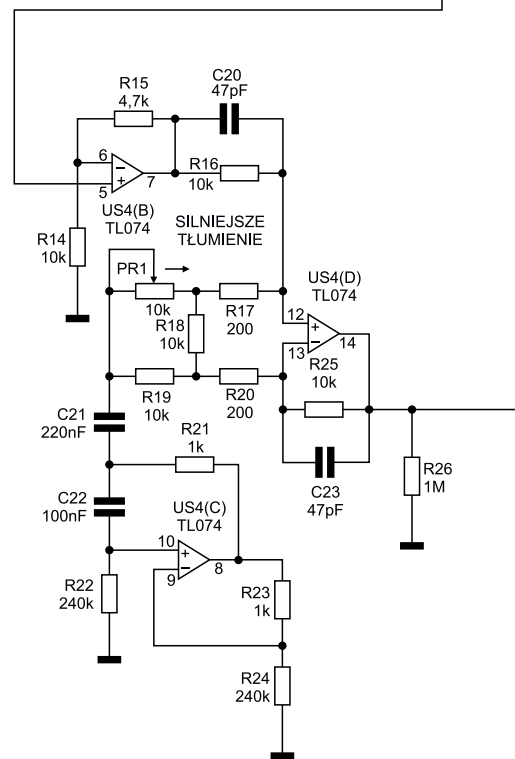 R15
4,7k
C20
47pF
6
5
7
R16
10k
US4(B)
TL074
SILNIEJSZE
TŁUMIENIE
R14
10k
PR1
10k
R17
200
R18
10k
US4(D)
TL074
12
13
14
R25
10k
R19
10k
R20
200
C21
220nF
R21
1k
C23
47pF
R26
1M
C22
100nF
US4(C)
TL074
10
9
8
R22
240k
R23
1k
R24
240k